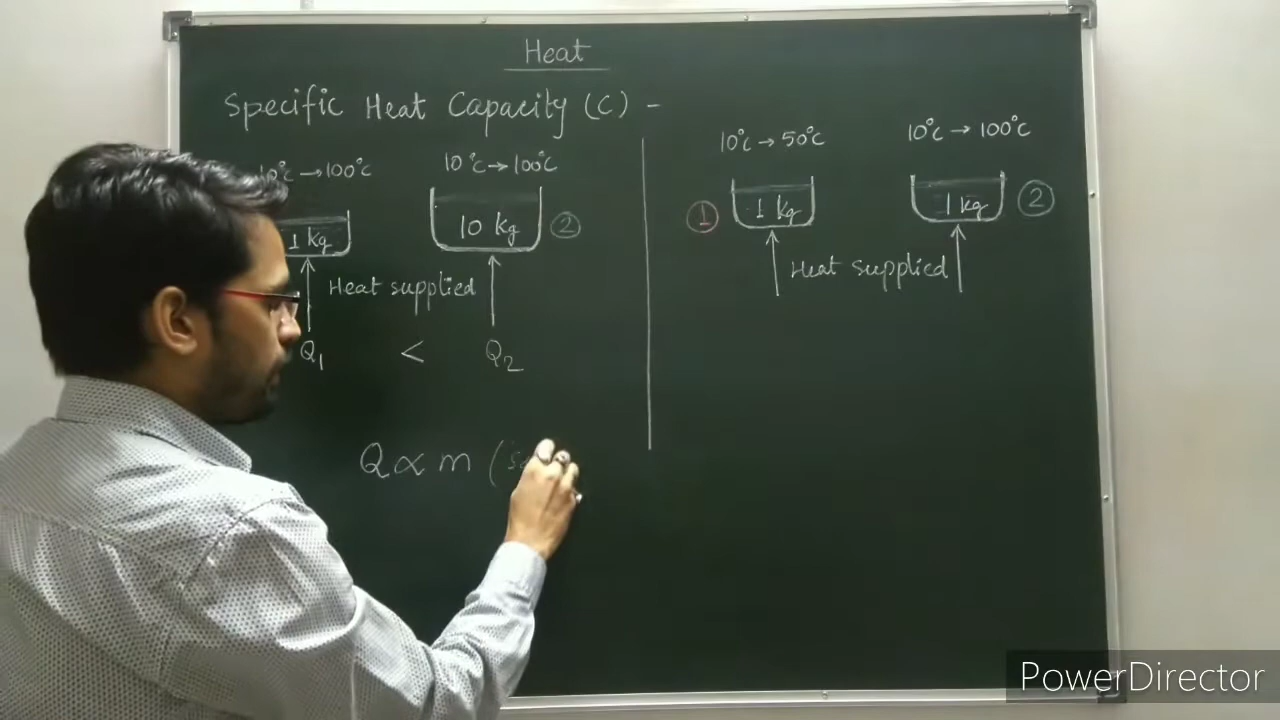 Heat
Specific Heat Capacity (C) -
10°C → 100°C
10°C → 100°C
1 kg
10 kg
②
Heat supplied
Q₁ < Q₂
Q ∝ m (
10°C → 50°C
10°C → 100°C
①
1 kg
1 kg
②
Heat supplied
PowerDirector